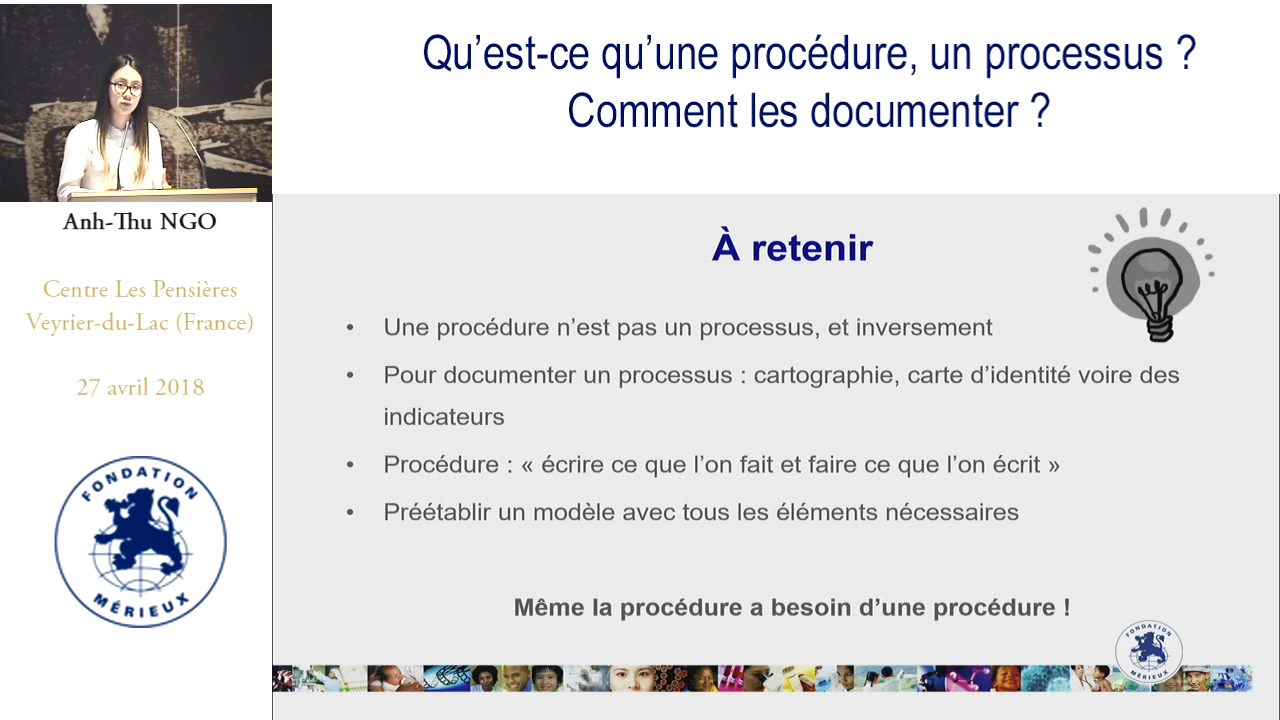 Qu’est-ce qu’une procédure, un processus ?
Comment les documenter ?
Anh-Thu NGO
Centre Les Pensières
Veyrier-du-Lac (France)
27 avril 2018
FONDATION
MÉRIEUX
À retenir
• Une procédure n’est pas un processus, et inversement
• Pour documenter un processus : cartographie, carte d’identité voire des
indicateurs
• Procédure : « écrire ce que l’on fait et faire ce que l’on écrit »
• Préétablir un modèle avec tous les éléments nécessaires
Même la procédure a besoin d’une procédure !
FONDATION
MÉRIEUX